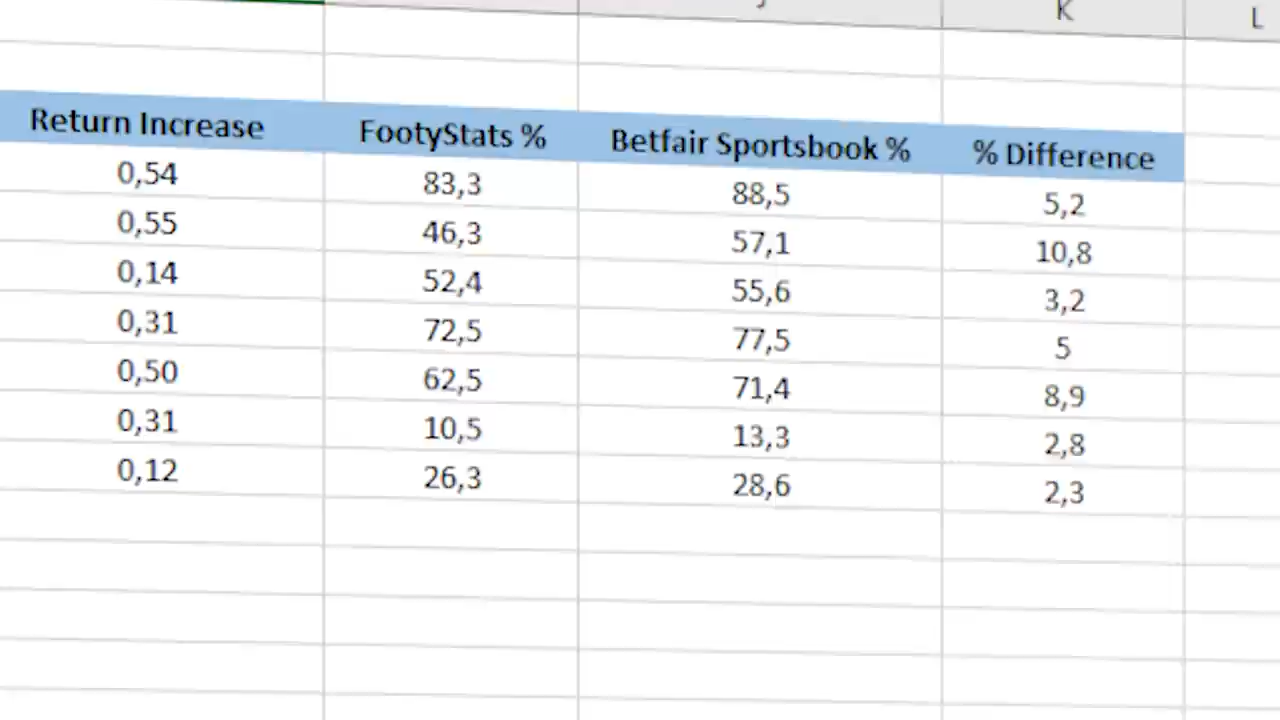 K L
Return Increase FootyStats % Betfair Sportsbook % % Difference
0,54 83,3 88,5 5,2
0,55 46,3 57,1 10,8
0,14 52,4 55,6 3,2
0,31 72,5 77,5 5
0,50 62,5 71,4 8,9
0,31 10,5 13,3 2,8
0,12 26,3 28,6 2,3